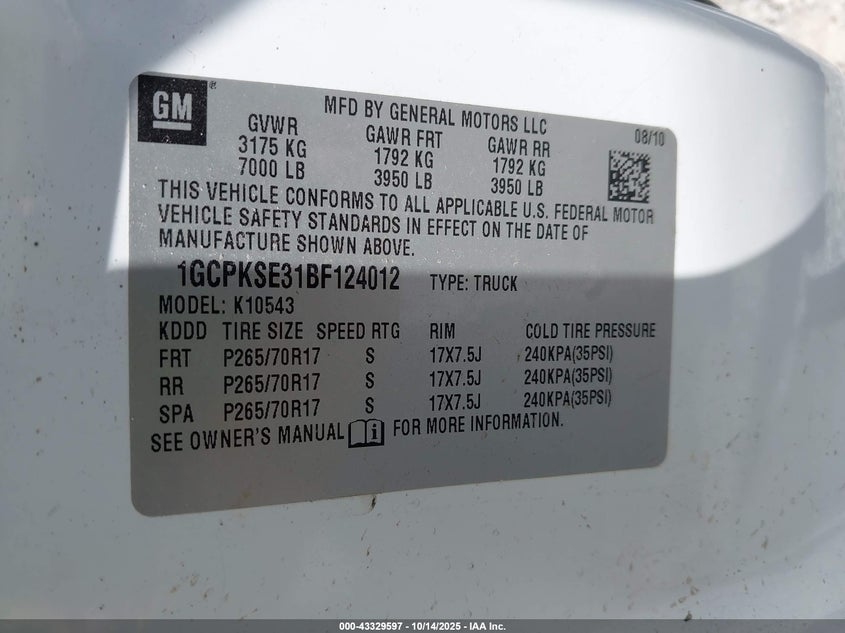 GM
MFD BY GENERAL MOTORS LLC
08/10
GVWR GAWR FRT GAWR RR
3175 KG 1792 KG 1792 KG
7000 LB 3950 LB 3950 LB
THIS VEHICLE CONFORMS TO ALL APPLICABLE U.S. FEDERAL MOTOR
VEHICLE SAFETY STANDARDS IN EFFECT ON THE DATE OF
MANUFACTURE SHOWN ABOVE.
1GCPKSE31BF124012 TYPE: TRUCK
MODEL: K10543
KDDD TIRE SIZE SPEED RTG RIM COLD TIRE PRESSURE
FRT P265/70R17 S 17X7.5J 240KPA(35PSI)
RR P265/70R17 S 17X7.5J 240KPA(35PSI)
SPA P265/70R17 S 17X7.5J 240KPA(35PSI)
SEE OWNER'S MANUAL FOR MORE INFORMATION.
000-43329597 - 10/14/2025 - IAA Inc.